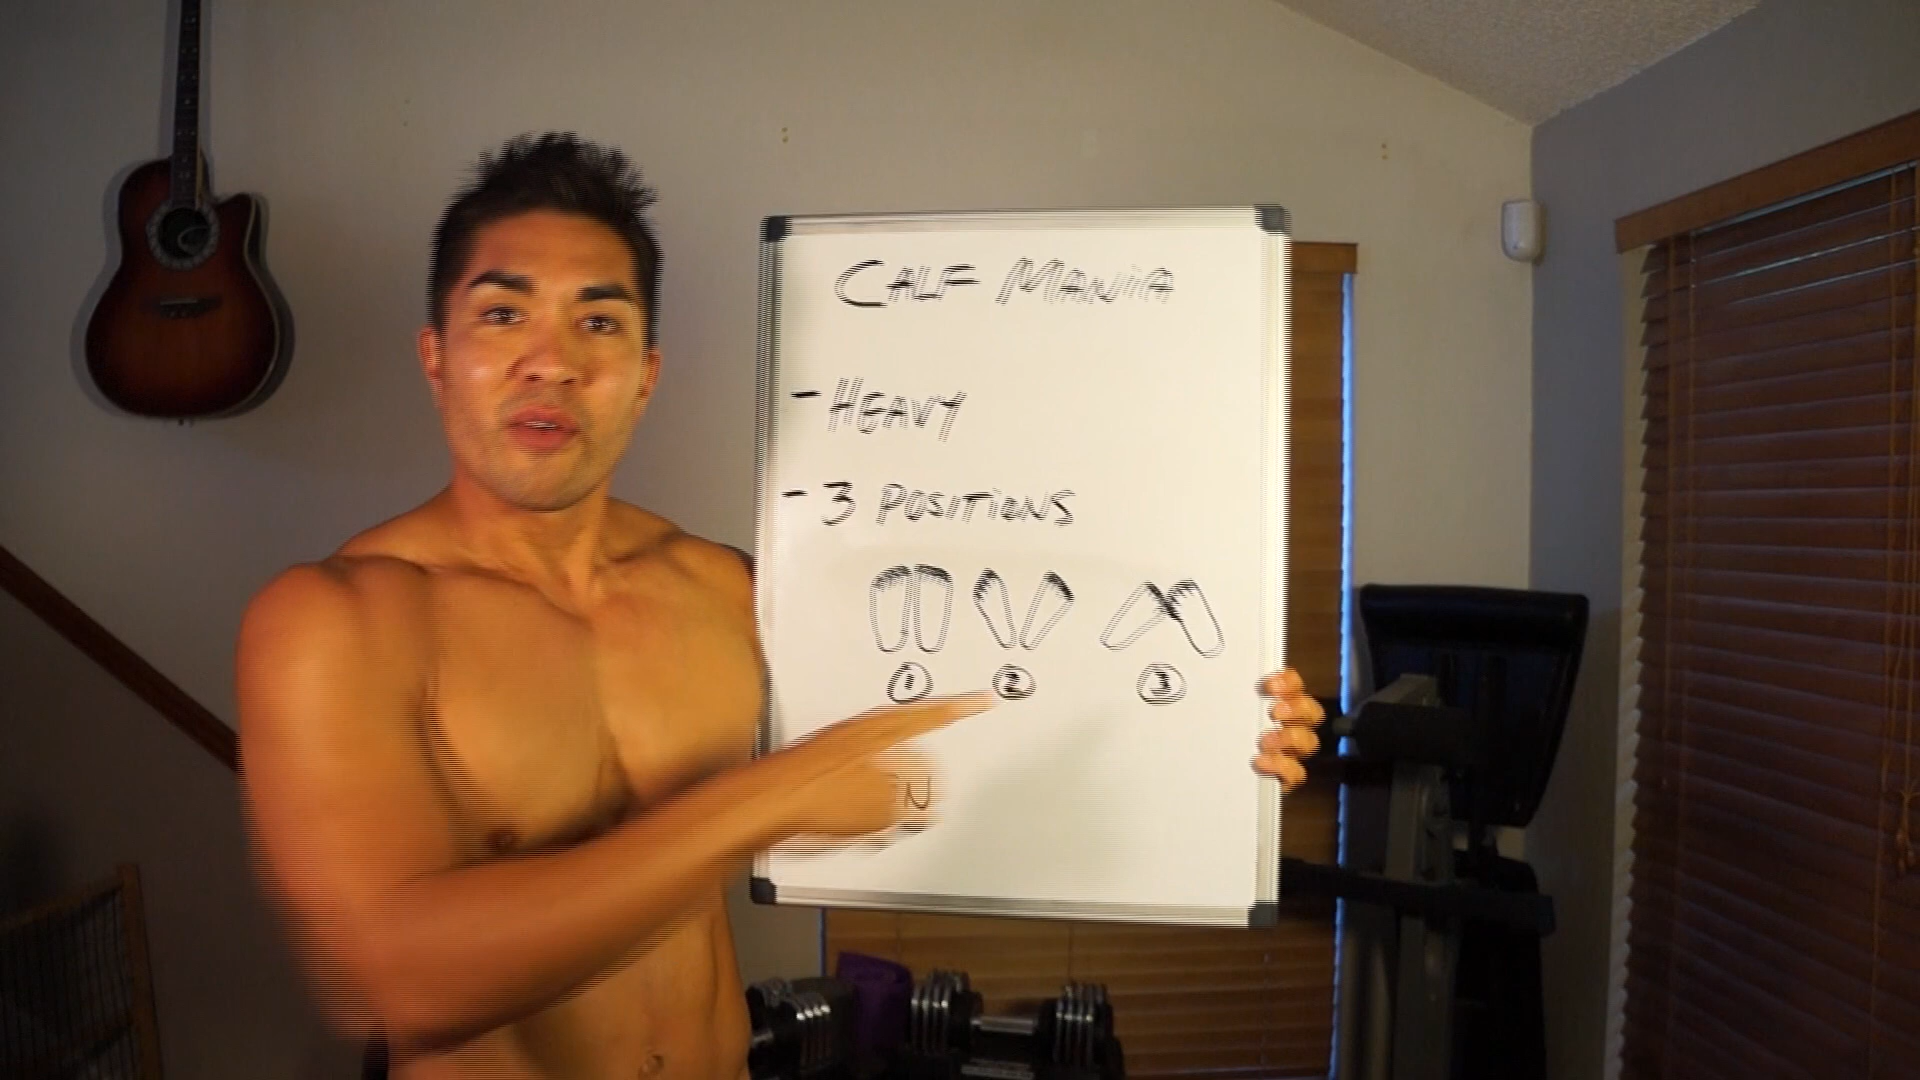 CALF MANiA
- HEAVY
- 3 POSiTiONS
① ② ③
N